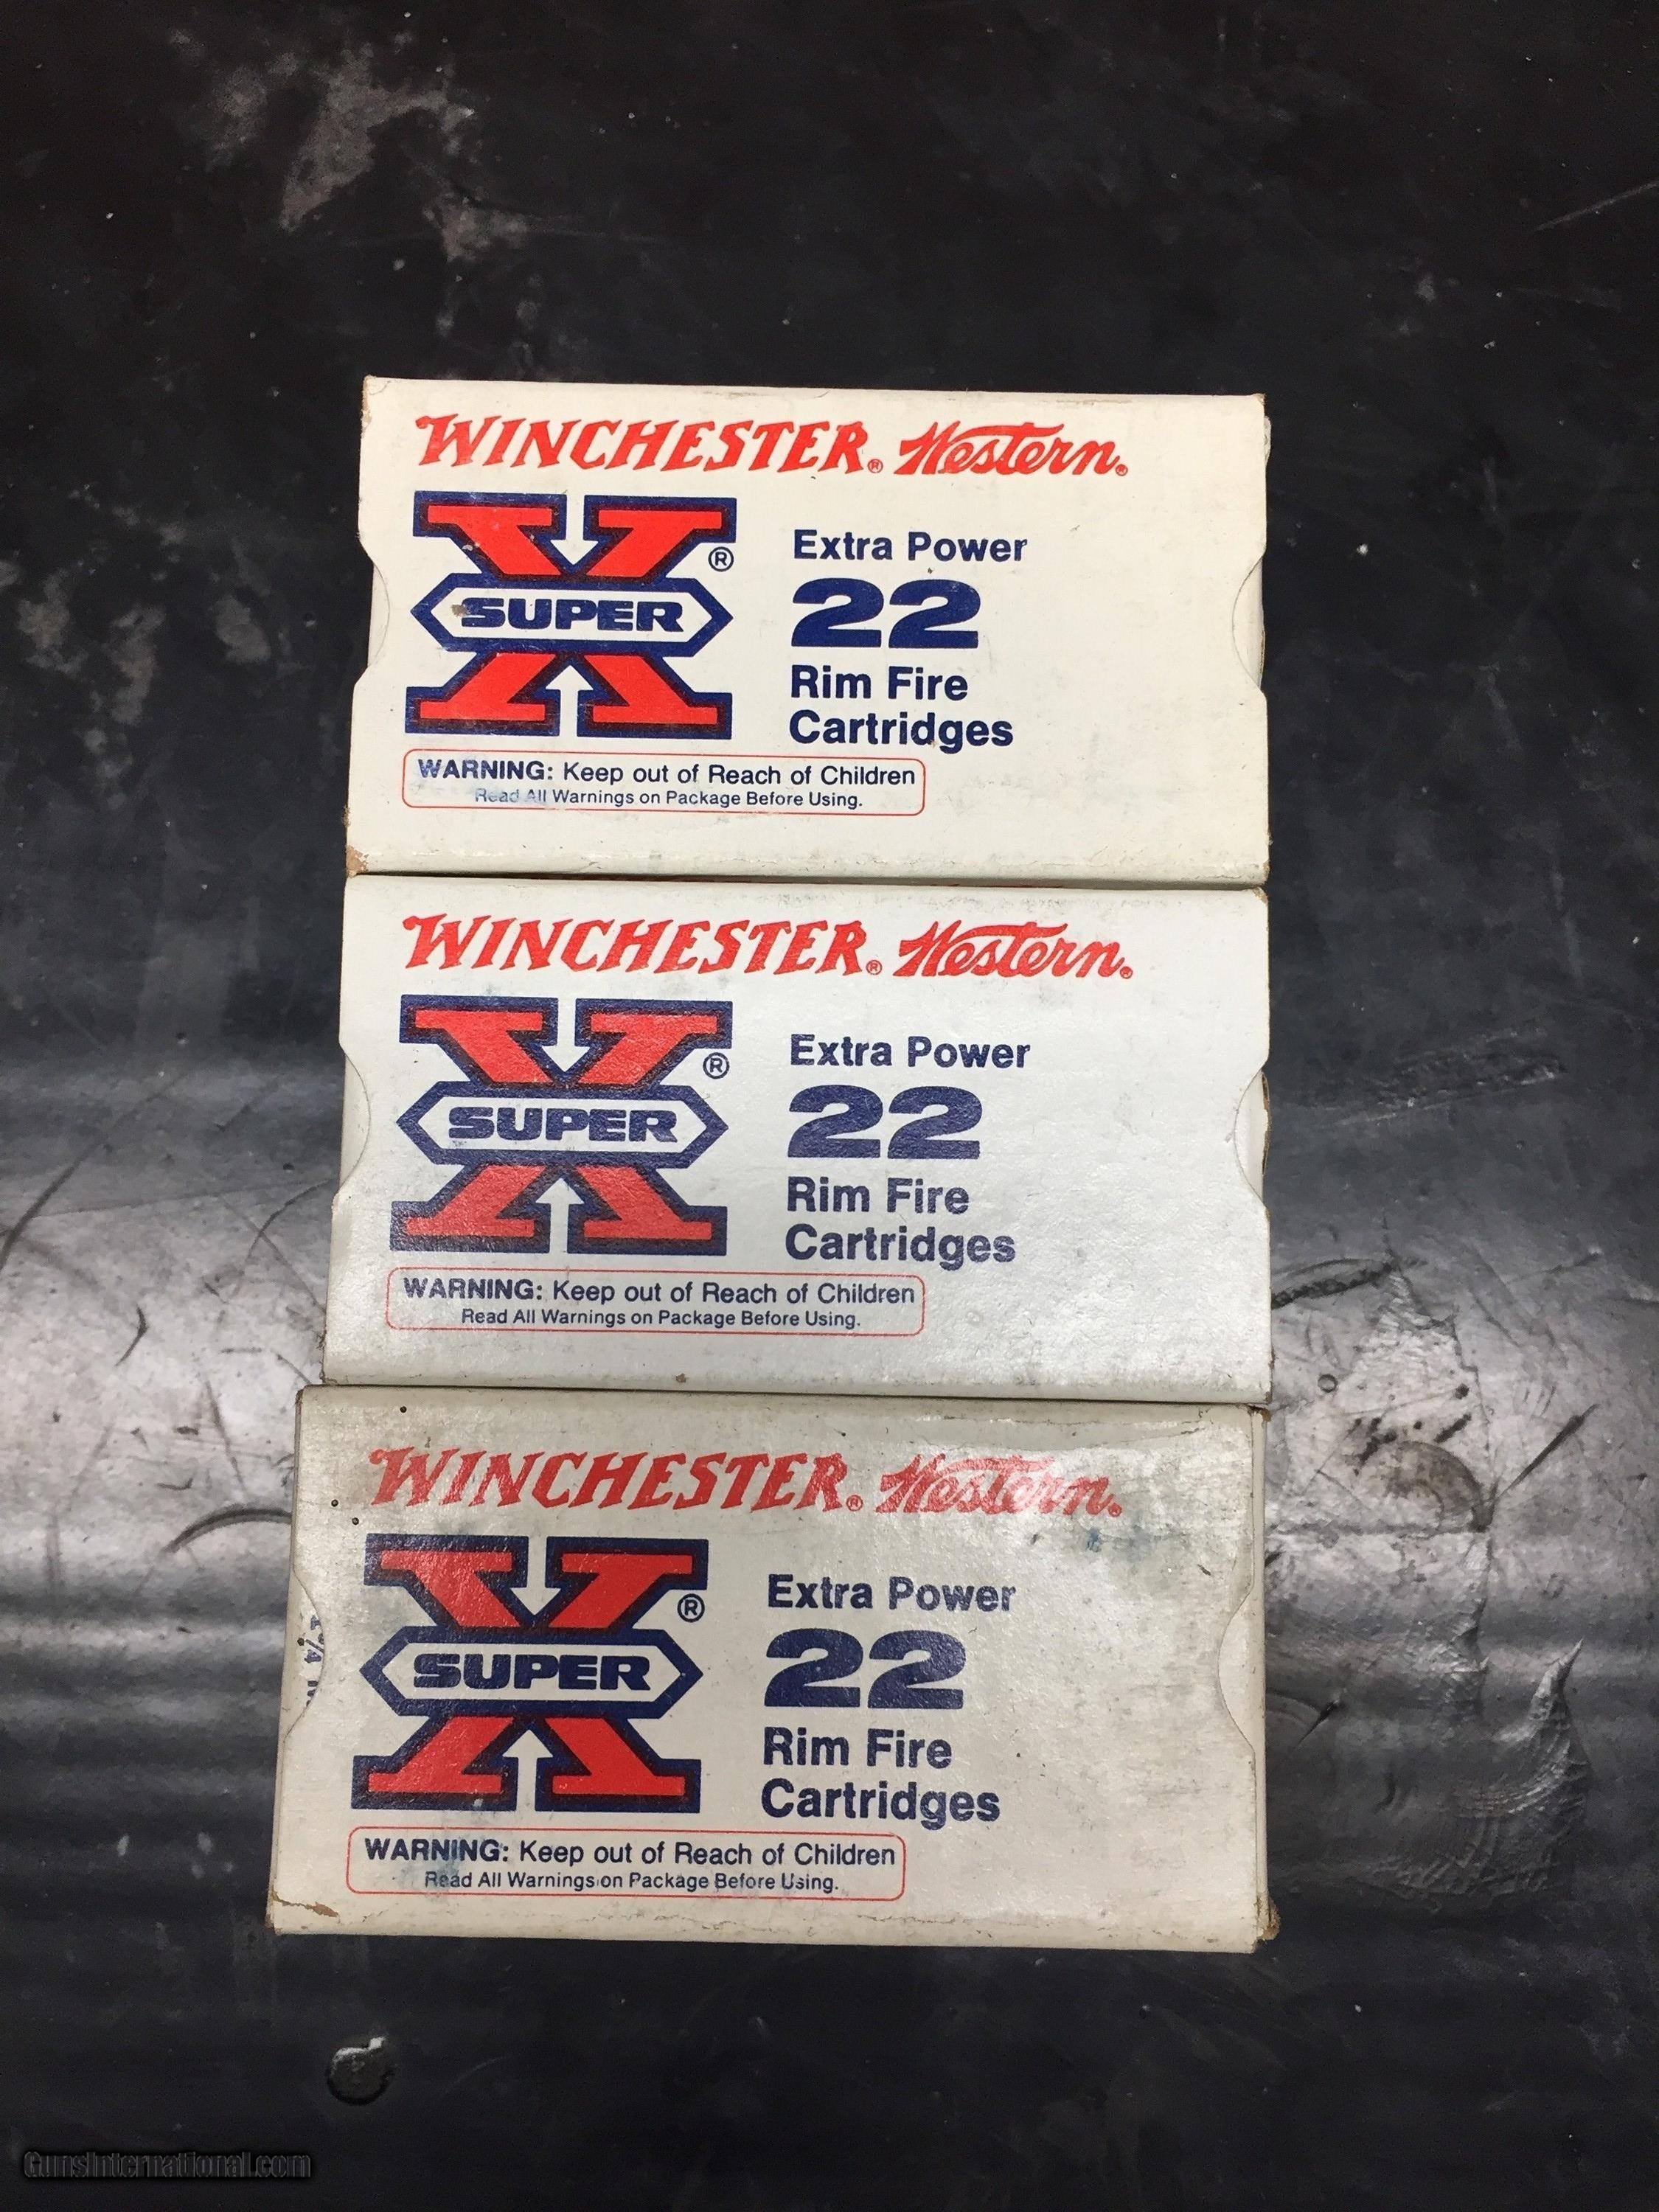 WINCHESTER® Western®
X SUPER ®
Extra Power
22
Rim Fire
Cartridges
WARNING: Keep out of Reach of Children
Read All Warnings on Package Before Using.
WINCHESTER® Western®
X SUPER ®
Extra Power
22
Rim Fire
Cartridges
WARNING: Keep out of Reach of Children
Read All Warnings on Package Before Using.
WINCHESTER® Western®
X SUPER ®
Extra Power
22
Rim Fire
Cartridges
WARNING: Keep out of Reach of Children
Read All Warnings on Package Before Using.
GunsInternational.com